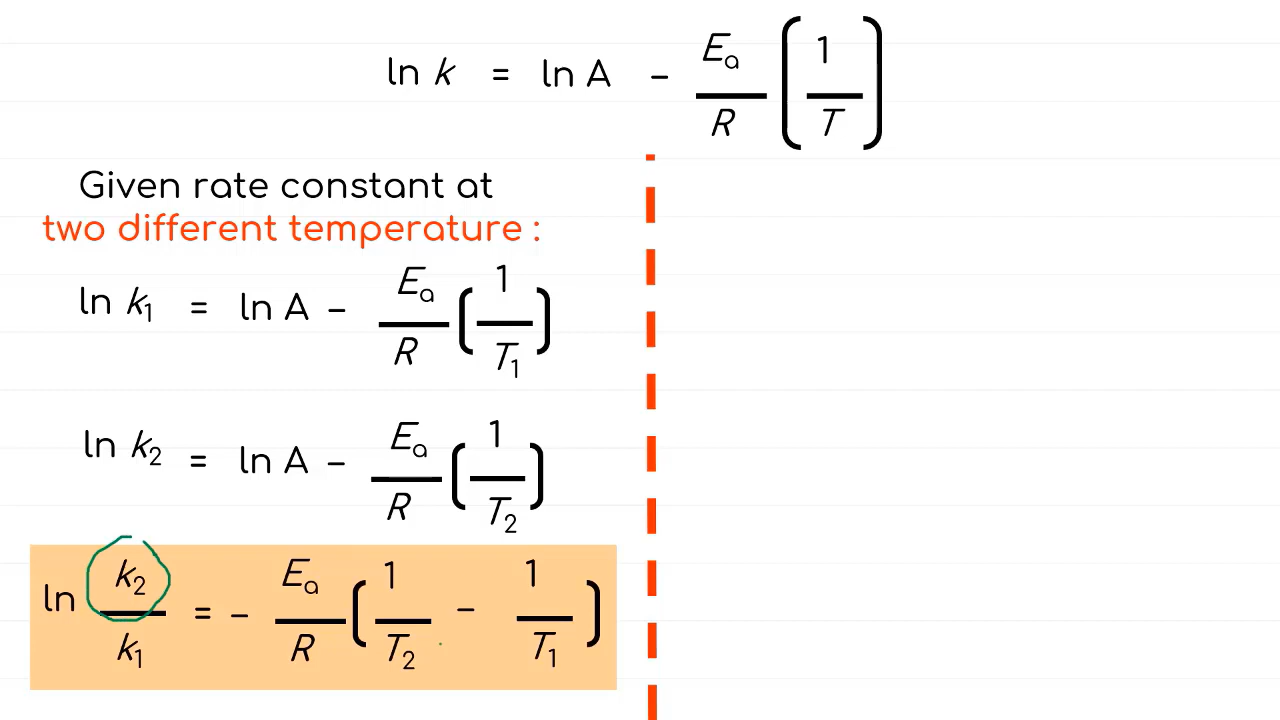 ln k = ln A - Ea/R (1/T)
Given rate constant at
two different temperature :
ln k₁ = ln A - Ea/R (1/T₁)
ln k₂ = ln A - Ea/R (1/T₂)
ln k₂/k₁ = - Ea/R (1/T₂ - 1/T₁)